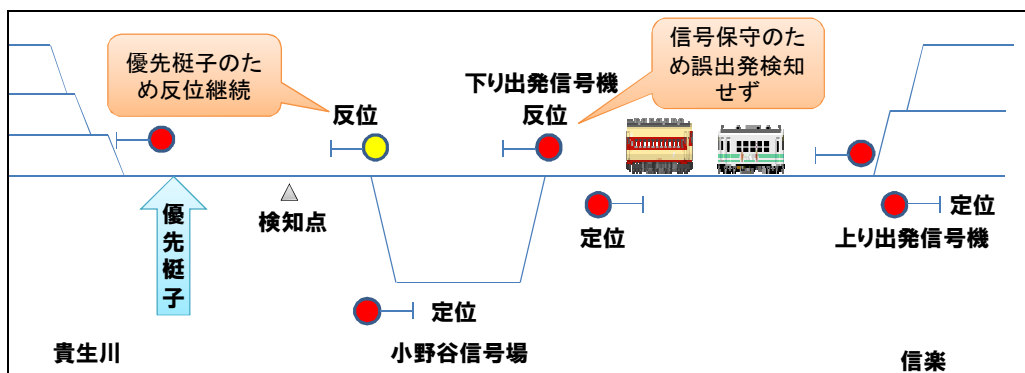 優先梃子のた
め反位継続
信号保守のた
め誤出発検知
せず
下り出発信号機
反位
反位
優先梃子
検知点
定位
定位
上り出発信号機
定位
貴生川
小野谷信号場
信楽